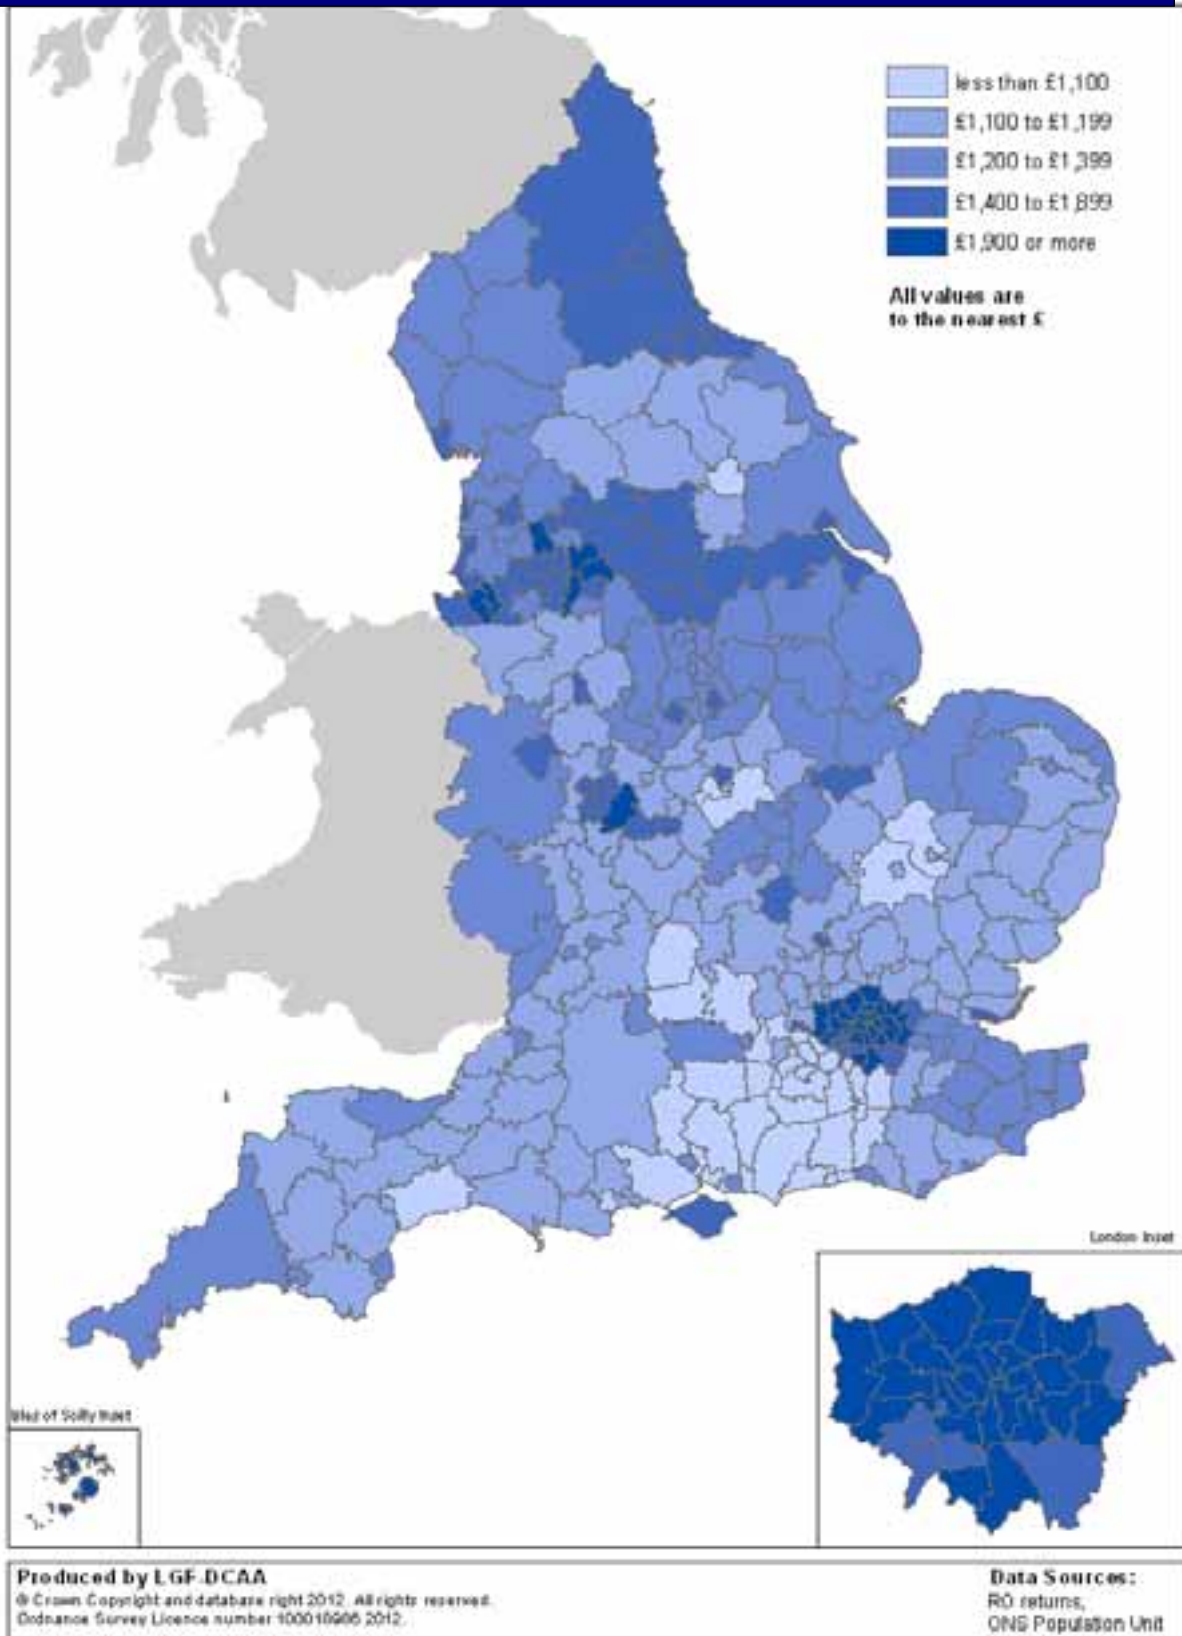 less than £1,100
£1,100 to £1,199
£1,200 to £1,399
£1,400 to £1,899
£1,900 or more
All values are
to the nearest £
London Inset
Isles of Scilly Inset
Produced by LGF-DCAA
© Crown Copyright and database right 2012. All rights reserved.
Ordnance Survey Licence number 100018986 2012.
Data Sources:
RO returns,
ONS Population Unit